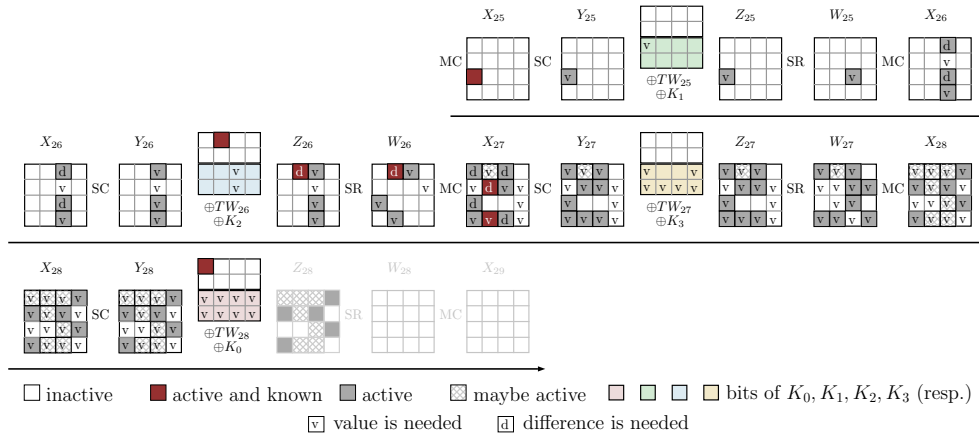 X₂₅ Y₂₅ Z₂₅ W₂₅ X₂₆
v d
MC SC SR v
v v v v d
⊕TW₂₅ v
⊕K₁
X₂₆ Y₂₆ Z₂₆ W₂₆ X₂₇ Y₂₇ Z₂₇ W₂₇ X₂₈
d v v d v d v d v d v v v v v v v v v v v v
SC SR MC SC SR MC
v v v v v d v v v v v v v v v v v v v v
d v v v d v v v v v v v v v v
v v v v v v d v v v v v v v v v v v v v v
⊕TW₂₆ ⊕TW₂₇
⊕K₂ ⊕K₃
X₂₈ Y₂₈ Z₂₈ W₂₈ X₂₉
v v v v v v v v v v v v
SC SR MC
v v v v v v v v v v v v
v v v v v v v v
v v v v v v v v
⊕TW₂₈
⊕K₀
inactive active and known active maybe active bits of K₀, K₁, K₂, K₃ (resp.)
v value is needed d difference is needed